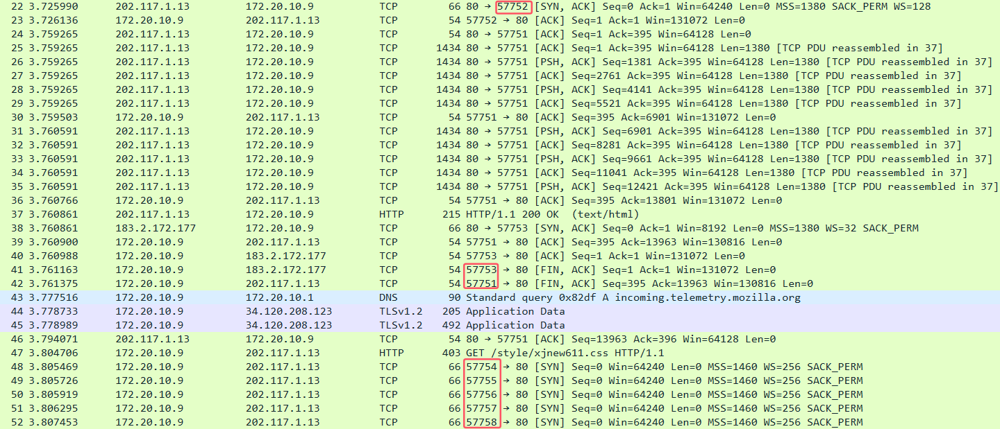 22 3.725990 202.117.1.13 172.20.10.9 TCP 66 80 → 57752 [SYN, ACK] Seq=0 Ack=1 Win=64240 Len=0 MSS=1380 SACK_PERM WS=128
23 3.726136 172.20.10.9 202.117.1.13 TCP 54 57752 → 80 [ACK] Seq=1 Ack=1 Win=131072 Len=0
24 3.759265 202.117.1.13 172.20.10.9 TCP 54 80 → 57751 [ACK] Seq=1 Ack=395 Win=64128 Len=0
25 3.759265 202.117.1.13 172.20.10.9 TCP 1434 80 → 57751 [ACK] Seq=1 Ack=395 Win=64128 Len=1380 [TCP PDU reassembled in 37]
26 3.759265 202.117.1.13 172.20.10.9 TCP 1434 80 → 57751 [PSH, ACK] Seq=1381 Ack=395 Win=64128 Len=1380 [TCP PDU reassembled in 37]
27 3.759265 202.117.1.13 172.20.10.9 TCP 1434 80 → 57751 [ACK] Seq=2761 Ack=395 Win=64128 Len=1380 [TCP PDU reassembled in 37]
28 3.759265 202.117.1.13 172.20.10.9 TCP 1434 80 → 57751 [PSH, ACK] Seq=4141 Ack=395 Win=64128 Len=1380 [TCP PDU reassembled in 37]
29 3.759265 202.117.1.13 172.20.10.9 TCP 1434 80 → 57751 [ACK] Seq=5521 Ack=395 Win=64128 Len=1380 [TCP PDU reassembled in 37]
30 3.759503 172.20.10.9 202.117.1.13 TCP 54 57751 → 80 [ACK] Seq=395 Ack=6901 Win=131072 Len=0
31 3.760591 202.117.1.13 172.20.10.9 TCP 1434 80 → 57751 [PSH, ACK] Seq=6901 Ack=395 Win=64128 Len=1380 [TCP PDU reassembled in 37]
32 3.760591 202.117.1.13 172.20.10.9 TCP 1434 80 → 57751 [ACK] Seq=8281 Ack=395 Win=64128 Len=1380 [TCP PDU reassembled in 37]
33 3.760591 202.117.1.13 172.20.10.9 TCP 1434 80 → 57751 [PSH, ACK] Seq=9661 Ack=395 Win=64128 Len=1380 [TCP PDU reassembled in 37]
34 3.760591 202.117.1.13 172.20.10.9 TCP 1434 80 → 57751 [ACK] Seq=11041 Ack=395 Win=64128 Len=1380 [TCP PDU reassembled in 37]
35 3.760591 202.117.1.13 172.20.10.9 TCP 1434 80 → 57751 [PSH, ACK] Seq=12421 Ack=395 Win=64128 Len=1380 [TCP PDU reassembled in 37]
36 3.760766 172.20.10.9 202.117.1.13 TCP 54 57751 → 80 [ACK] Seq=395 Ack=13801 Win=131072 Len=0
37 3.760861 202.117.1.13 172.20.10.9 HTTP 215 HTTP/1.1 200 OK (text/html)
38 3.760861 183.2.172.177 172.20.10.9 TCP 66 80 → 57753 [SYN, ACK] Seq=0 Ack=1 Win=8192 Len=0 MSS=1380 WS=32 SACK_PERM
39 3.760900 172.20.10.9 202.117.1.13 TCP 54 57751 → 80 [ACK] Seq=395 Ack=13963 Win=130816 Len=0
40 3.760988 172.20.10.9 183.2.172.177 TCP 54 57753 → 80 [ACK] Seq=1 Ack=1 Win=131072 Len=0
41 3.761163 172.20.10.9 183.2.172.177 TCP 54 57753 → 80 [FIN, ACK] Seq=1 Ack=1 Win=131072 Len=0
42 3.761375 172.20.10.9 202.117.1.13 TCP 54 57751 → 80 [FIN, ACK] Seq=395 Ack=13963 Win=130816 Len=0
43 3.777516 172.20.10.9 172.20.10.1 DNS 90 Standard query 0x82df A incoming.telemetry.mozilla.org
44 3.778733 172.20.10.9 34.120.208.123 TLSv1.2 205 Application Data
45 3.778989 172.20.10.9 34.120.208.123 TLSv1.2 492 Application Data
46 3.794071 202.117.1.13 172.20.10.9 TCP 54 80 → 57751 [ACK] Seq=13963 Ack=396 Win=64128 Len=0
47 3.804706 172.20.10.9 202.117.1.13 HTTP 403 GET /style/xjnew611.css HTTP/1.1
48 3.805469 172.20.10.9 202.117.1.13 TCP 66 57754 → 80 [SYN] Seq=0 Win=64240 Len=0 MSS=1460 WS=256 SACK_PERM
49 3.805726 172.20.10.9 202.117.1.13 TCP 66 57755 → 80 [SYN] Seq=0 Win=64240 Len=0 MSS=1460 WS=256 SACK_PERM
50 3.805919 172.20.10.9 202.117.1.13 TCP 66 57756 → 80 [SYN] Seq=0 Win=64240 Len=0 MSS=1460 WS=256 SACK_PERM
51 3.806295 172.20.10.9 202.117.1.13 TCP 66 57757 → 80 [SYN] Seq=0 Win=64240 Len=0 MSS=1460 WS=256 SACK_PERM
52 3.807453 172.20.10.9 202.117.1.13 TCP 66 57758 → 80 [SYN] Seq=0 Win=64240 Len=0 MSS=1460 WS=256 SACK_PERM